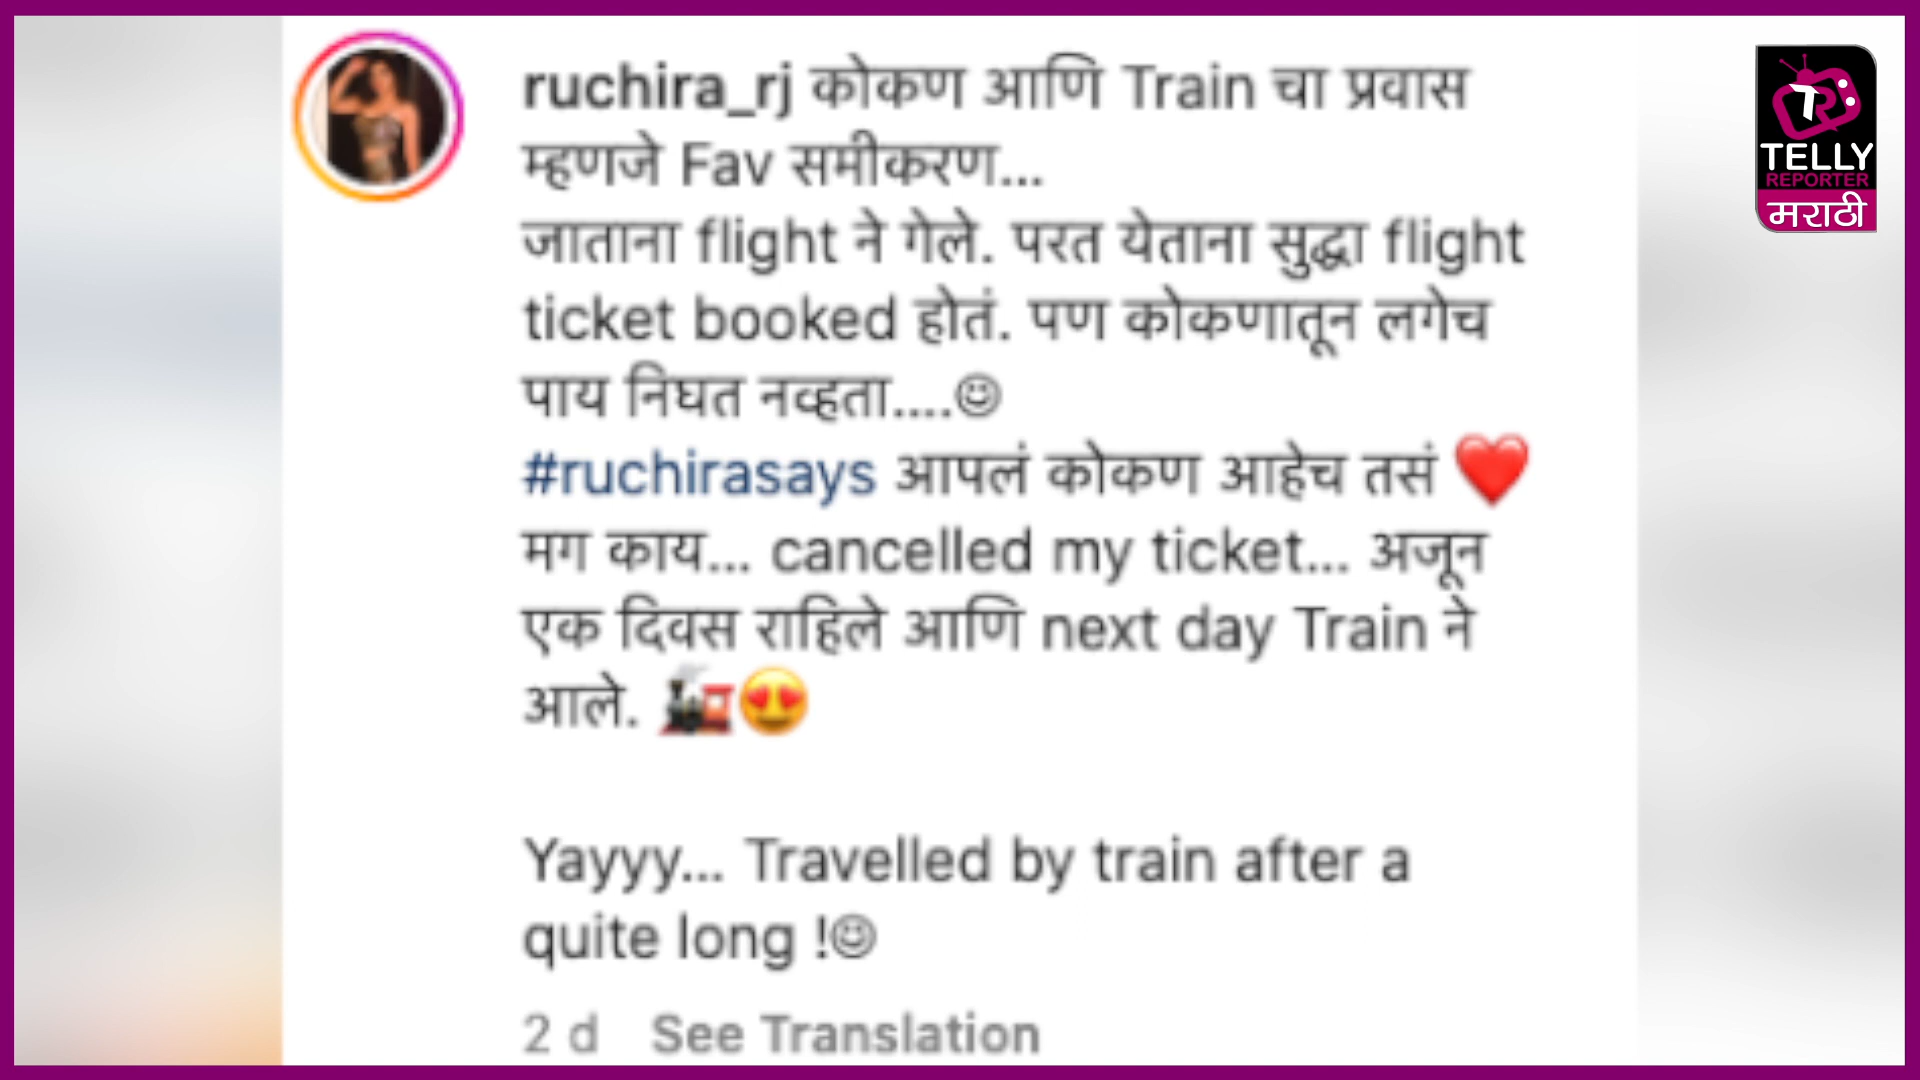 ruchira_rj कोकण आणि Train चा प्रवास
म्हणजे Fav समीकरण...
जाताना flight ने गेले. परत येताना सुद्धा flight
ticket booked होतं. पण कोकणातून लगेच
पाय निघत नव्हता....☺
#ruchirasays आपलं कोकण आहेच तसं ❤️
मग काय... cancelled my ticket... अजून
एक दिवस राहिले आणि next day Train ने
आले. 🚂😍
Yayyy... Travelled by train after a
quite long !☺
2 d See Translation
TR
TELLY
REPORTER
मराठी